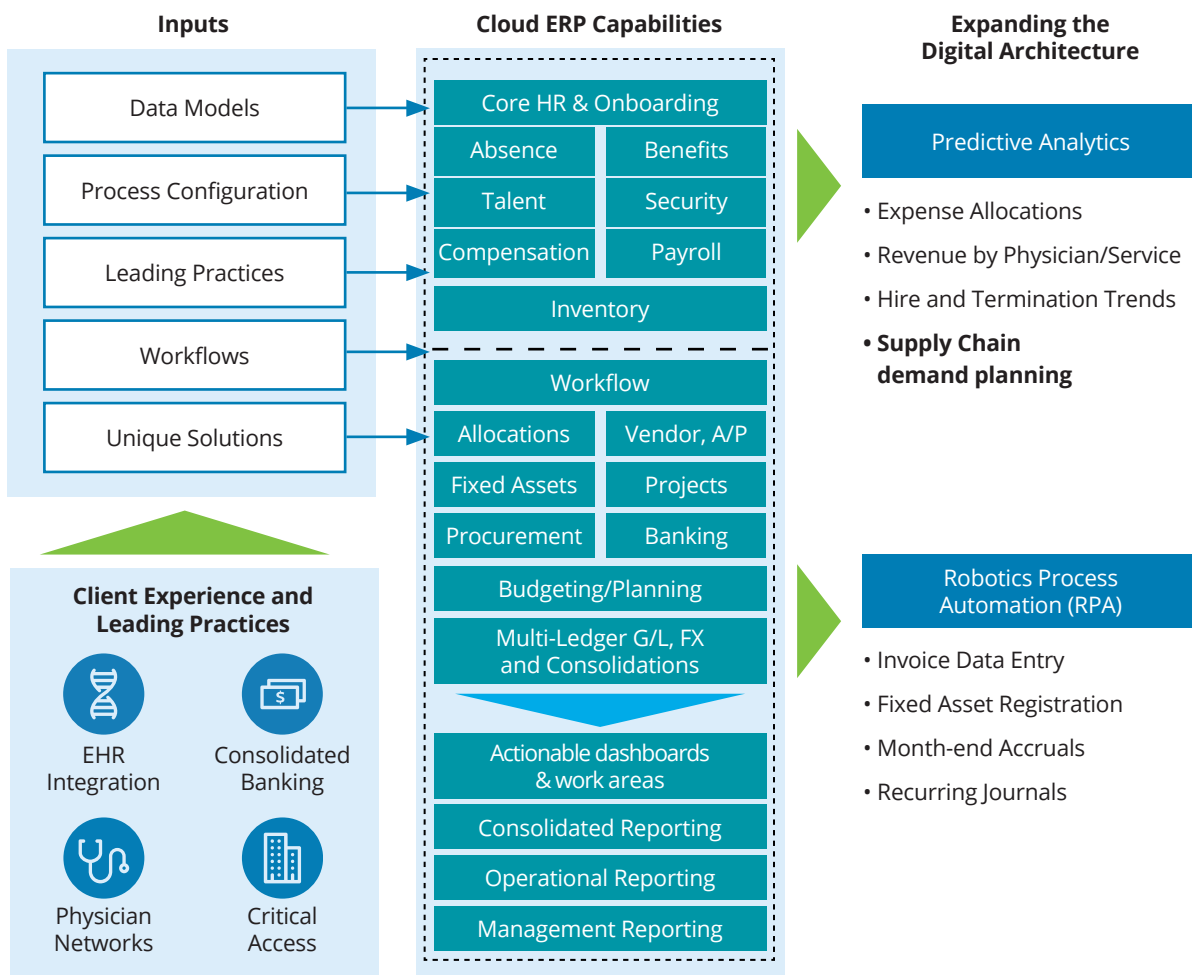 Inputs
Data Models
Process Configuration
Leading Practices
Workflows
Unique Solutions
Client Experience and
Leading Practices
EHR
Integration
$
Consolidated
Banking
Physician
Networks
Critical
Access
Cloud ERP Capabilities
Core HR & Onboarding
Absence
Benefits
Talent
Security
Compensation
Payroll
Inventory
Workflow
Allocations
Vendor, A/P
Fixed Assets
Projects
Procurement
Banking
Budgeting/Planning
Multi-Ledger G/L, FX
and Consolidations
Actionable dashboards
& work areas
Consolidated Reporting
Operational Reporting
Management Reporting
Expanding the
Digital Architecture
Predictive Analytics
• Expense Allocations
• Revenue by Physician/Service
• Hire and Termination Trends
• Supply Chain
demand planning
Robotics Process
Automation (RPA)
• Invoice Data Entry
• Fixed Asset Registration
• Month-end Accruals
• Recurring Journals